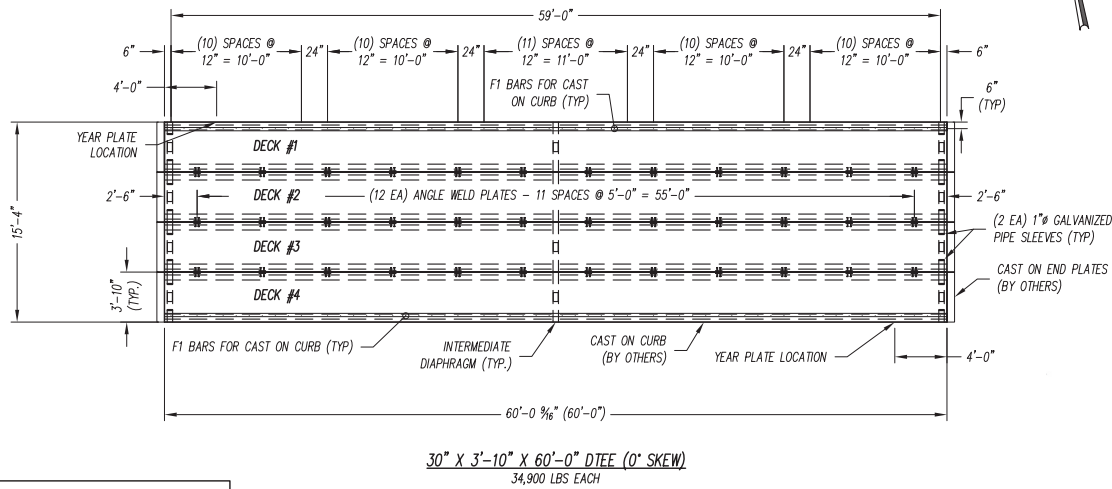 59'-0"
6"
(10) SPACES @
12" = 10'-0"
24"
(10) SPACES @
12" = 10'-0"
24"
(11) SPACES @
12" = 11'-0"
24"
(10) SPACES @
12" = 10'-0"
24"
(10) SPACES @
12" = 10'-0"
6"
4'-0"
F1 BARS FOR CAST
ON CURB (TYP)
6"
(TYP)
YEAR PLATE
LOCATION
DECK #1
2'-6"
DECK #2
(12 EA) ANGLE WELD PLATES - 11 SPACES @ 5'-0" = 55'-0"
2'-6"
15'-4"
(2 EA) 1"ø GALVANIZED
PIPE SLEEVES (TYP)
DECK #3
3'-10"
(TYP.)
CAST ON END PLATES
(BY OTHERS)
DECK #4
F1 BARS FOR CAST ON CURB (TYP)
INTERMEDIATE
DIAPHRAGM (TYP.)
CAST ON CURB
(BY OTHERS)
YEAR PLATE LOCATION
4'-0"
60'-0 9/16" (60'-0")
30" X 3'-10" X 60'-0" DTEE (0° SKEW)
34,900 LBS EACH